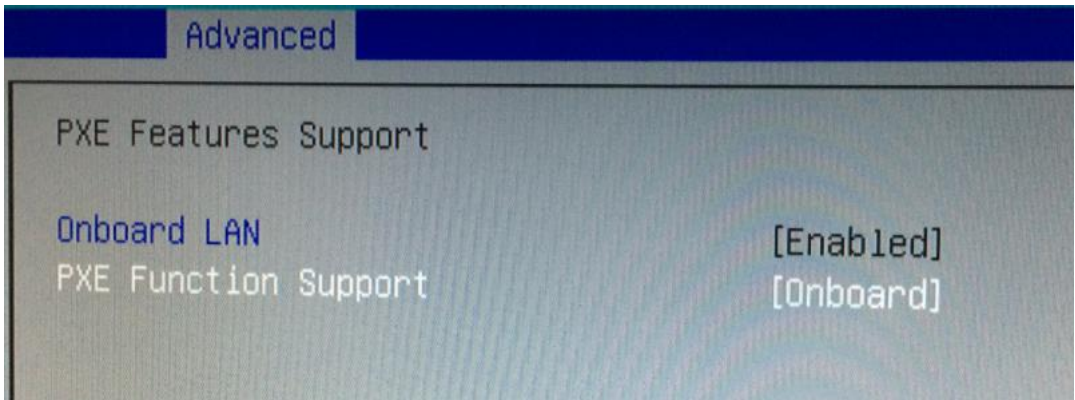 Advanced
PXE Features Support
Onboard LAN [Enabled]
PXE Function Support [Onboard]